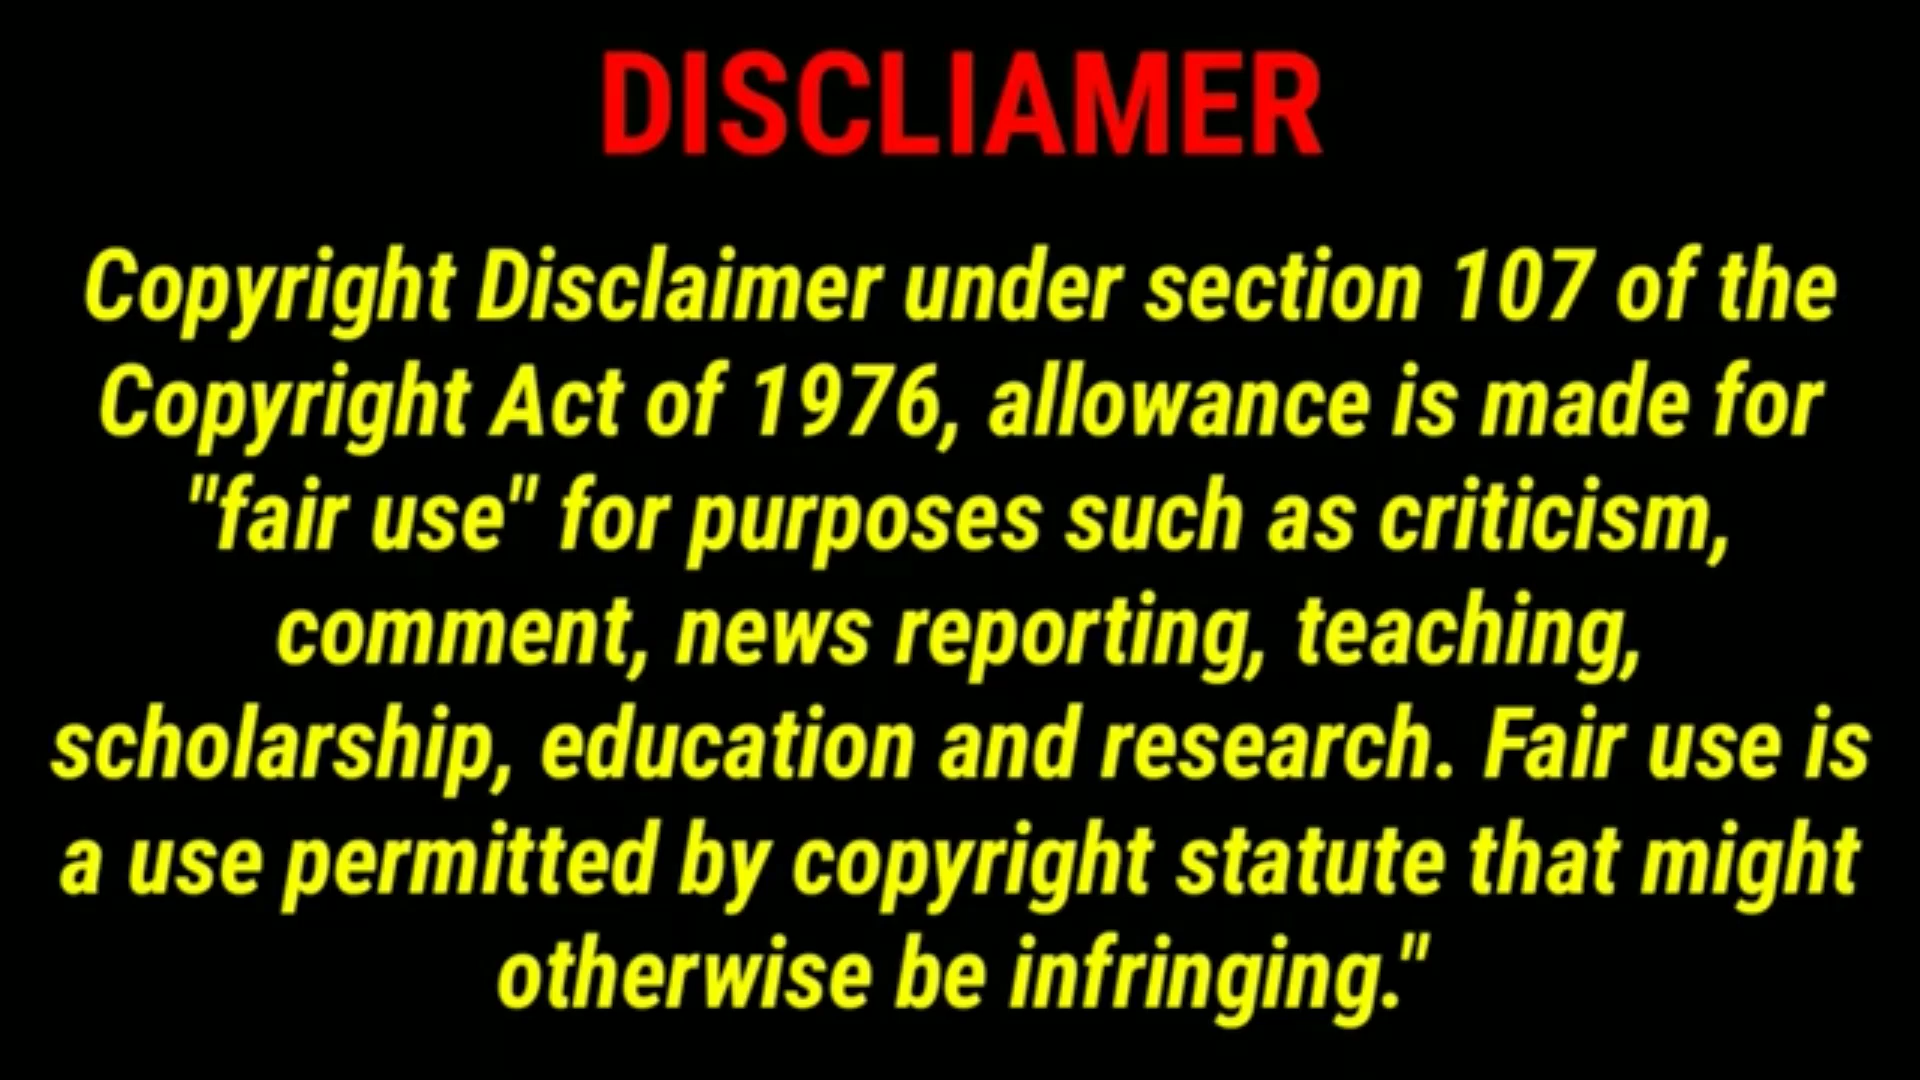 DISCLIAMER
Copyright Disclaimer under section 107 of the
Copyright Act of 1976, allowance is made for
"fair use" for purposes such as criticism,
comment, news reporting, teaching,
scholarship, education and research. Fair use is
a use permitted by copyright statute that might
otherwise be infringing."